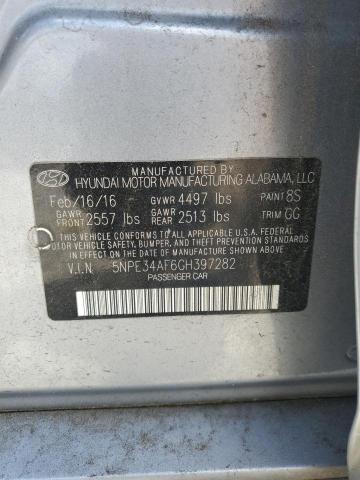 MANUFACTURED BY
HYUNDAI MOTOR MANUFACTURING ALABAMA, LLC
Feb/16/16 GVWR 4497 lbs PAINT 8S
GAWR FRONT 2557 lbs GAWR REAR 2513 lbs TRIM GG
THIS VEHICLE CONFORMS TO ALL APPLICABLE U.S. FEDERAL
MOTOR VEHICLE SAFETY, BUMPER, AND THEFT PREVENTION
STANDARDS IN EFFECT ON THE DATE OF MANUFACTURE SHOWN ABOVE
V.I.N. 5NPE34AF6GH397282
PASSENGER CAR